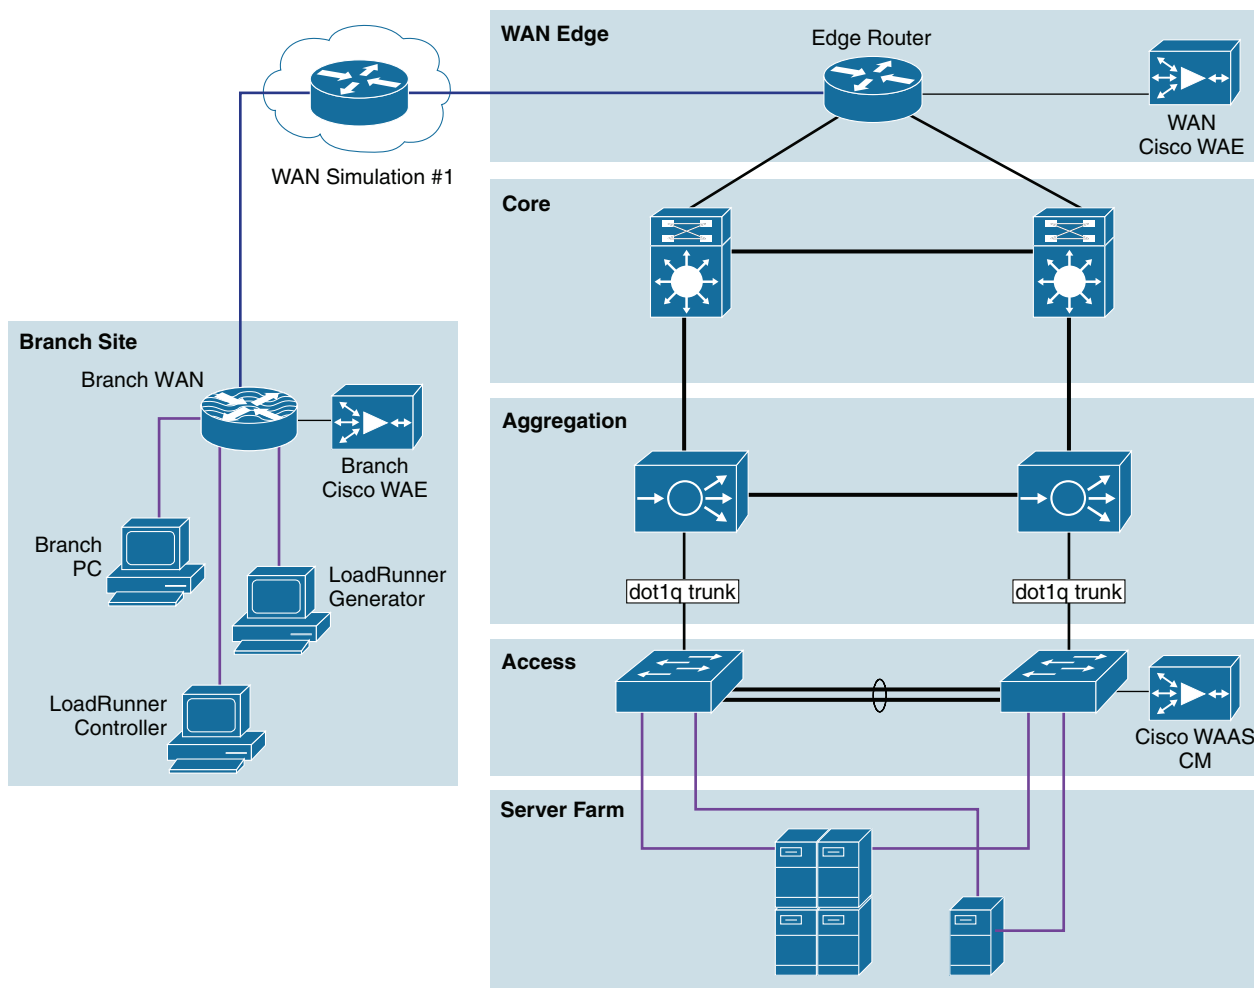 WAN Edge
Edge Router
WAN
Cisco WAE
WAN Simulation #1
Core
Branch Site
Branch WAN
Branch
Cisco WAE
Branch
PC
LoadRunner
Generator
LoadRunner
Controller
Aggregation
dot1q trunk
dot1q trunk
Access
Cisco WAAS
CM
Server Farm